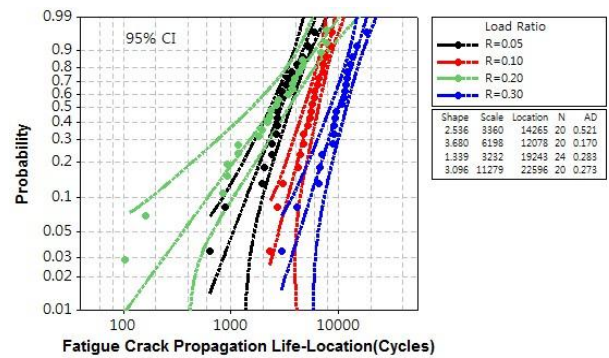 95% CI
0.99
0.9
0.8
0.7
0.6
0.5
0.4
0.3
0.2
0.1
0.05
0.03
0.02
0.01
Probability
100 1000 10000
Fatigue Crack Propagation Life-Location(Cycles)
Load Ratio
R=0.05
R=0.10
R=0.20
R=0.30
Shape Scale Location N AD
2.536 3360 14265 20 0.521
3.680 6198 12078 20 0.170
1.339 3232 19243 24 0.283
3.096 11279 22596 20 0.273